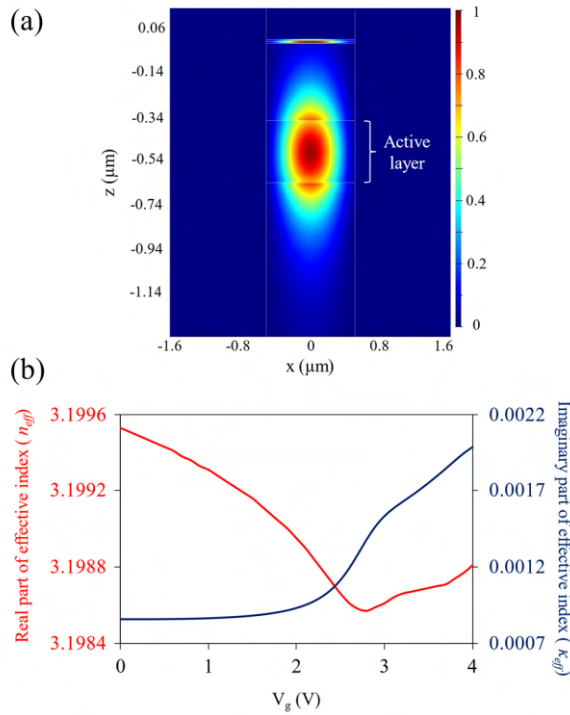 (a)
0.06
-0.14
-0.34
-0.54
-0.74
-0.94
-1.14
z (μm)
Active
layer
1
0.8
0.6
0.4
0.2
0
-1.6 -0.8 0 0.8 1.6
x (μm)
(b)
Real part of effective index ( neff)
3.1996
3.1992
3.1988
3.1984
0.0022
0.0017
0.0012
0.0007
Imaginary part of
effective index ( κeff)
0 1 2 3 4
Vg (V)